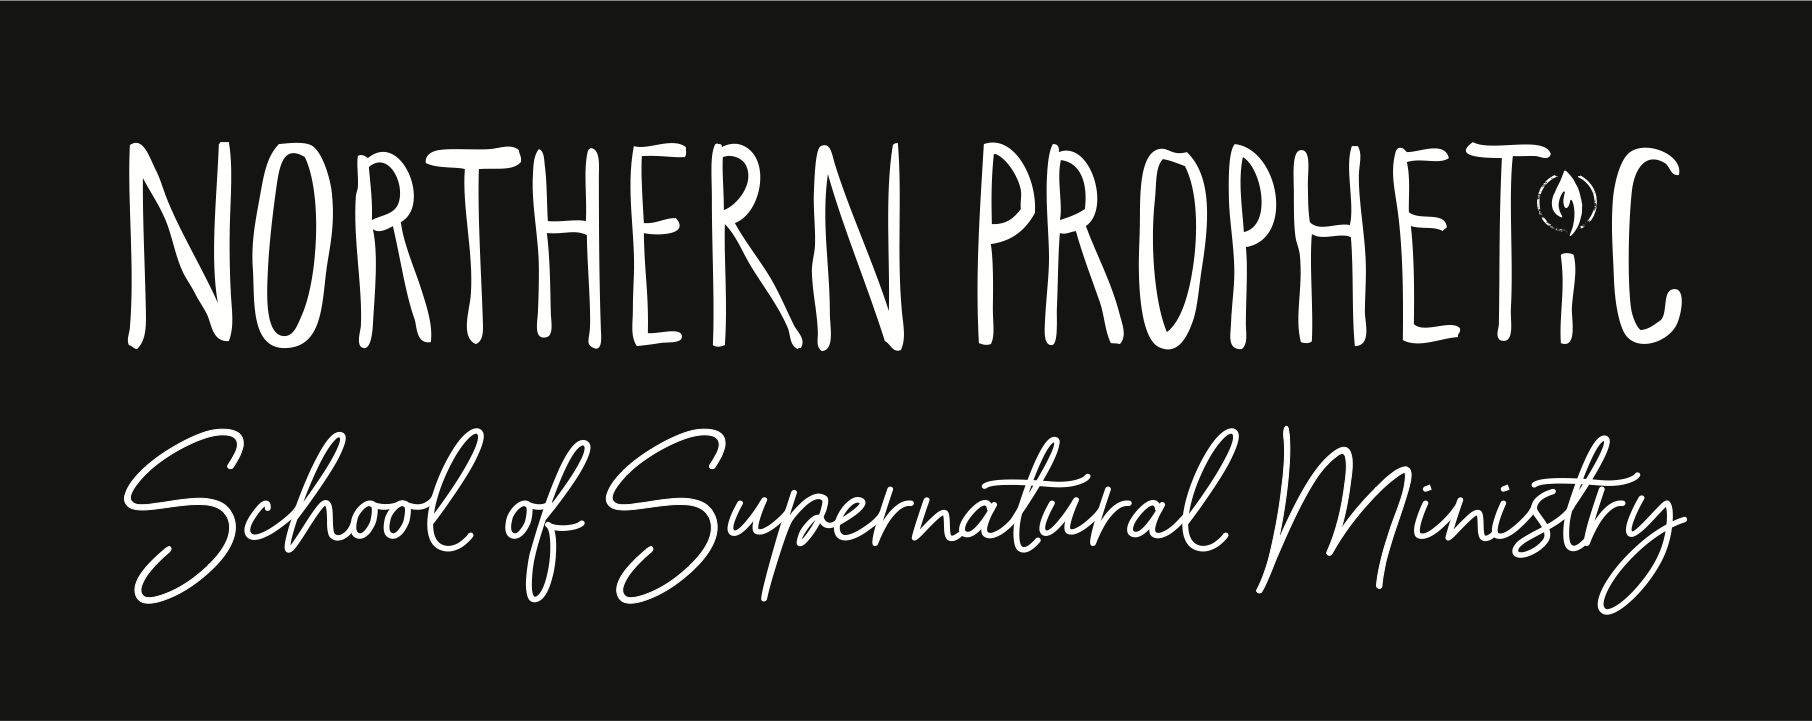 NORTHERN PROPHETiC
School of Supernatural Ministry